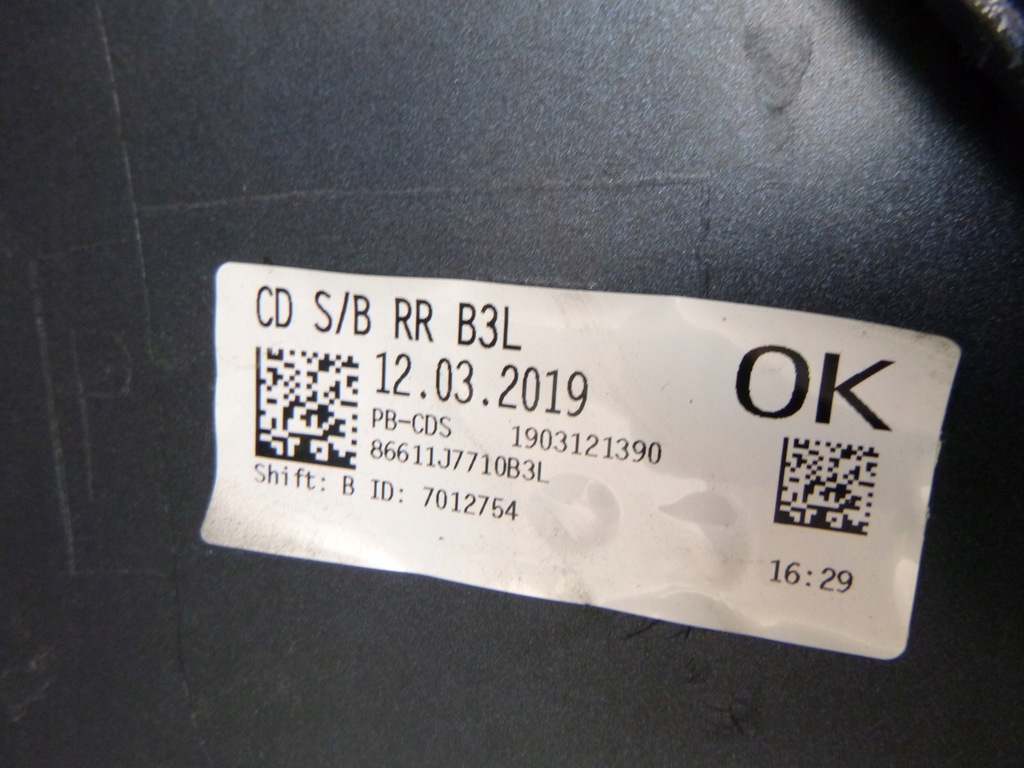 CD S/B RR B3L
12.03.2019
OK
PB-CDS 1903121390
86611J7710B3L
Shift: B ID: 7012754
16:29